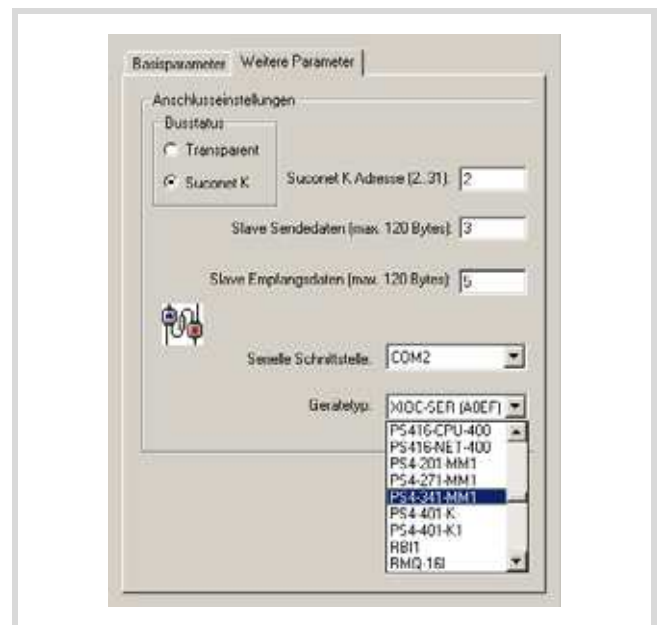 Basisparameter Weitere Parameter
Anschlusseinstellungen
Busstatus
Transparent
Suconet K
Suconet K Adresse (2..31): 2
Slave Sendedaten (max. 120 Bytes): 3
Slave Empfangsdaten (max. 120 Bytes): 5
Serielle Schnittstelle: COM2
Gerätetyp: XIOC-SER (A0EF)
PS416-CPU-400
PS416-NET-400
PS4-201-MM1
PS4-271-MM1
PS4-341-MM1
PS4-401-K
PS4-401-K1
RBI1
RMQ-16I